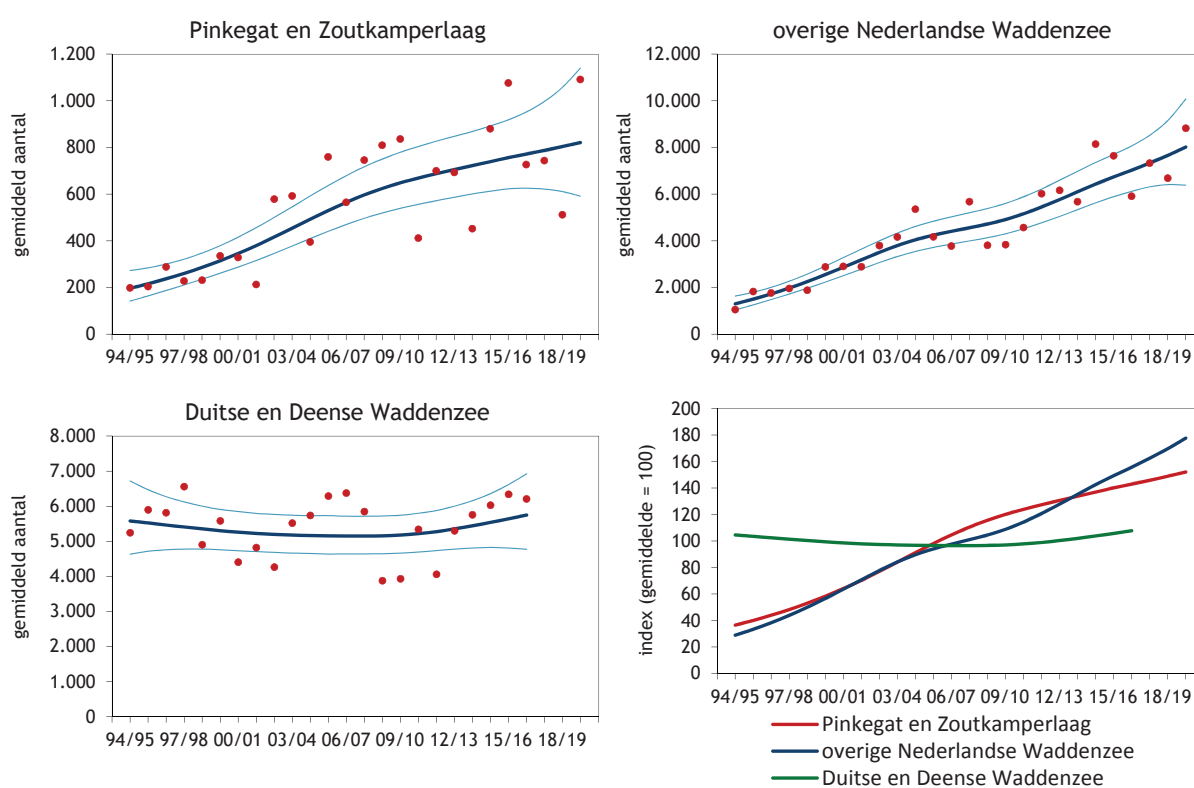 Pinkegat en Zoutkamperlaag
gemiddeld aantal
1.200
1.000
800
600
400
200
0
94/95 97/98 00/01 03/04 06/07 09/10 12/13 15/16 18/19
overige Nederlandse Waddenzee
gemiddeld aantal
12.000
10.000
8.000
6.000
4.000
2.000
0
94/95 97/98 00/01 03/04 06/07 09/10 12/13 15/16 18/19
Duitse en Deense Waddenzee
gemiddeld aantal
8.000
7.000
6.000
5.000
4.000
3.000
2.000
1.000
0
94/95 97/98 00/01 03/04 06/07 09/10 12/13 15/16 18/19
index (gemiddelde = 100)
200
180
160
140
120
100
80
60
40
20
0
94/95 97/98 00/01 03/04 06/07 09/10 12/13 15/16 18/19
Pinkegat en Zoutkamperlaag
overige Nederlandse Waddenzee
Duitse en Deense Waddenzee